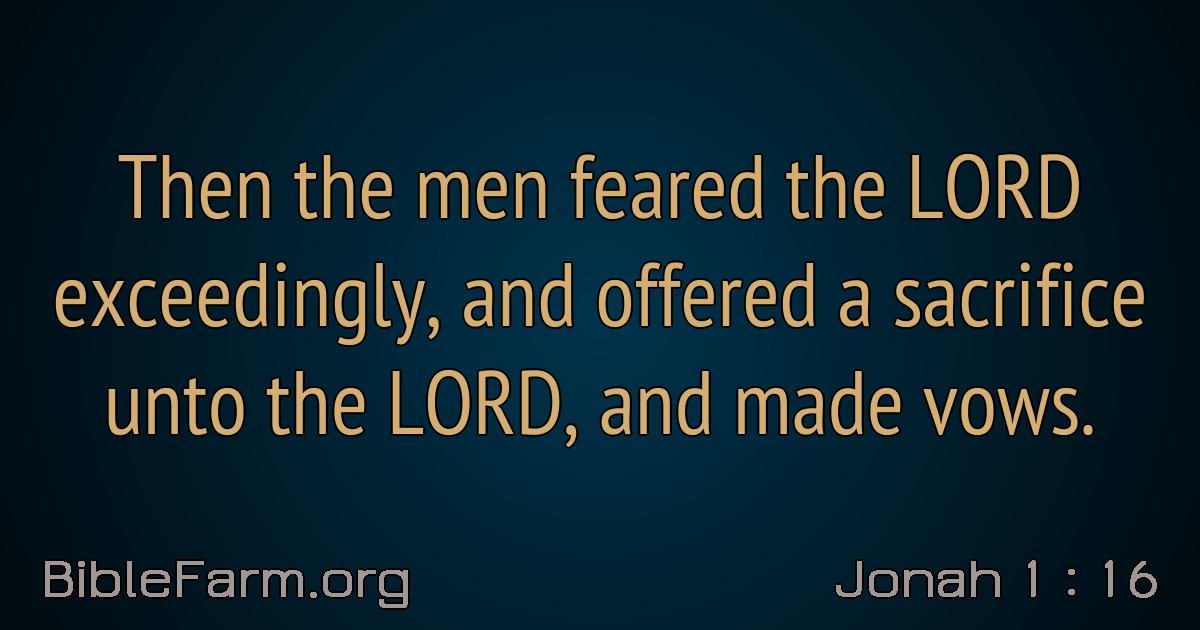 Then the men feared the LORD
exceedingly, and offered a sacrifice
unto the LORD, and made vows.
BibleFarm.org
Jonah 1 : 16